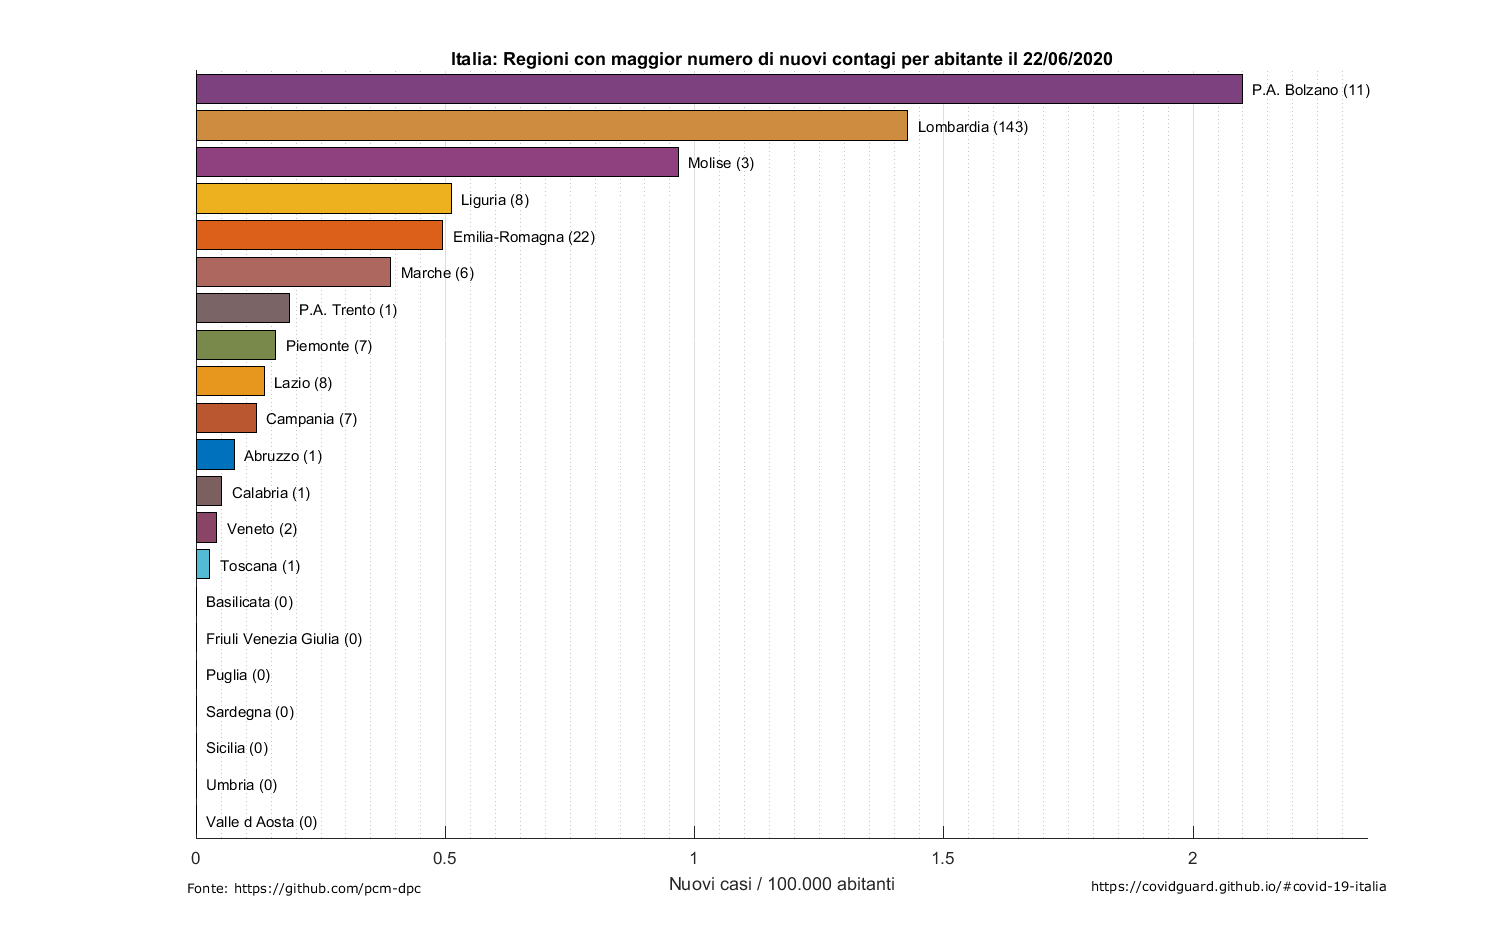 Italia: Regioni con maggior numero di nuovi contagi per abitante il 22/06/2020
P.A. Bolzano (11)
Lombardia (143)
Molise (3)
Liguria (8)
Emilia-Romagna (22)
Marche (6)
P.A. Trento (1)
Piemonte (7)
Lazio (8)
Campania (7)
Abruzzo (1)
Calabria (1)
Veneto (2)
Toscana (1)
Basilicata (0)
Friuli Venezia Giulia (0)
Puglia (0)
Sardegna (0)
Sicilia (0)
Umbria (0)
Valle d Aosta (0)
0 0.5 1 1.5 2
Nuovi casi / 100.000 abitanti
Fonte: https://github.com/pcm-dpc
https://covidguard.github.io/#covid-19-italia